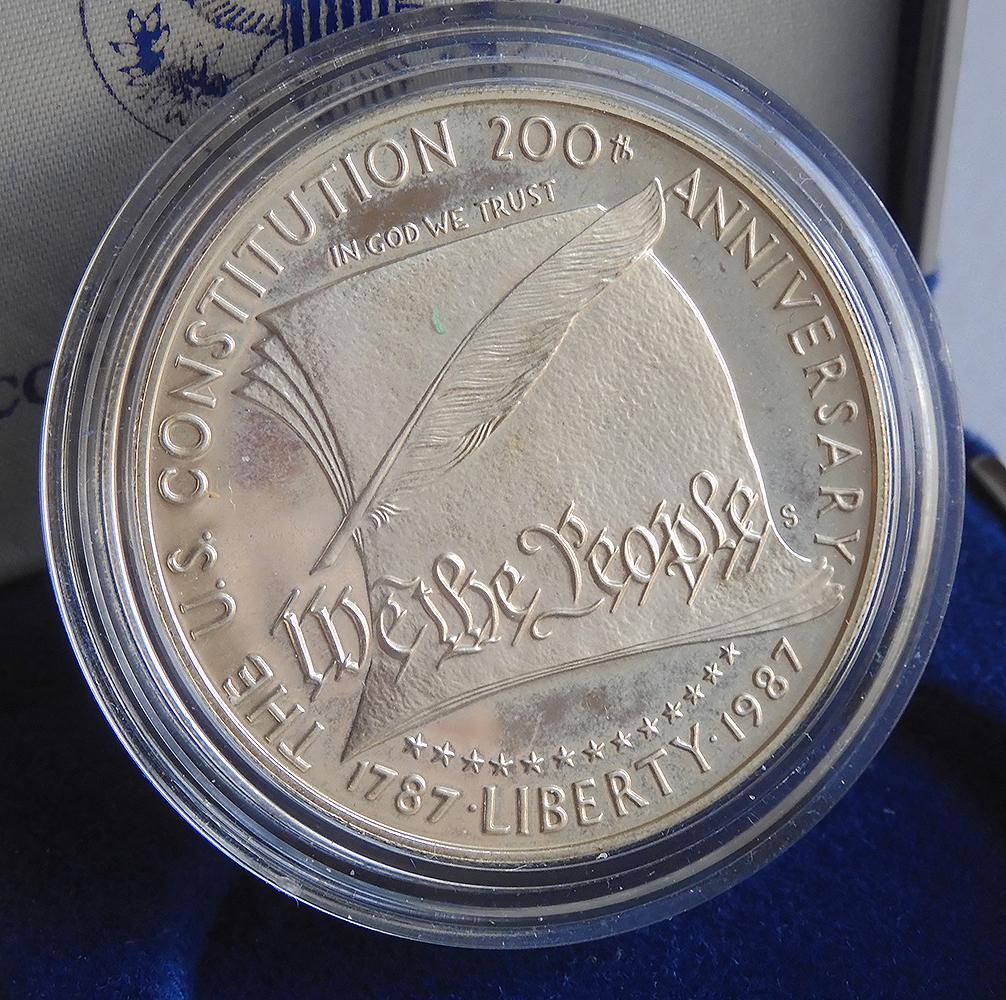 THE U.S. CONSTITUTION 200th ANNIVERSARY
IN GOD WE TRUST
We the People
S
1787 · LIBERTY · 1987